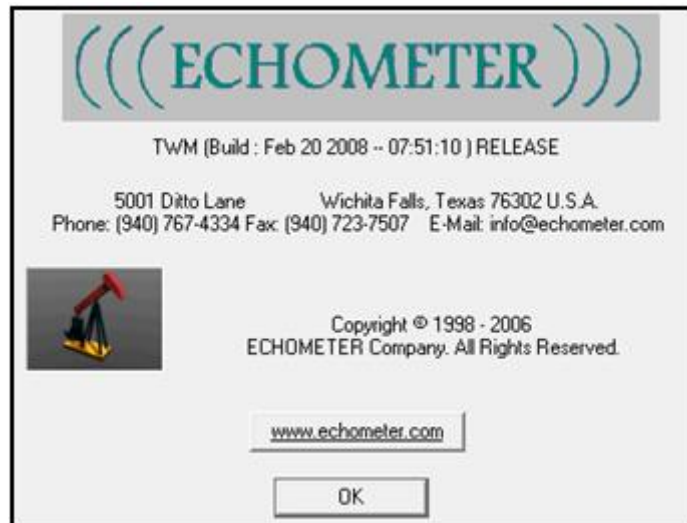 (((ECHOMETER)))
TWM (Build : Feb 20 2008 -- 07:51:10 ) RELEASE
5001 Ditto Lane Wichita Falls, Texas 76302 U.S.A.
Phone: (940) 767-4334 Fax: (940) 723-7507 E-Mail: info@echometer.com
Copyright © 1998 - 2006
ECHOMETER Company. All Rights Reserved.
www.echometer.com
OK